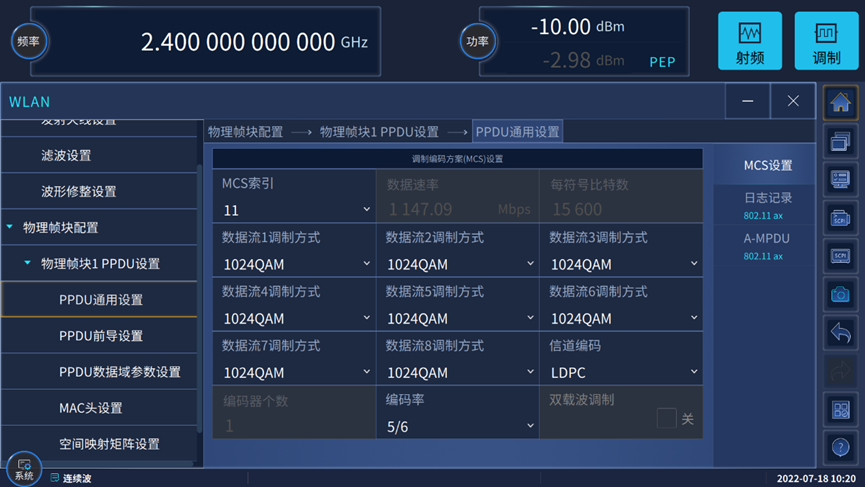 频率
2.400 000 000 000 GHz
功率
-10.00 dBm
-2.98 dBm
PEP
射频
调制
WLAN
发射天线设置
滤波设置
波形修整设置
物理帧块配置
物理帧块1 PPDU设置
PPDU通用设置
PPDU前导设置
PPDU数据域参数设置
MAC头设置
空间映射矩阵设置
物理帧块配置 → 物理帧块1 PPDU设置 → PPDU通用设置
调制编码方案(MCS)设置
MCS索引
11
数据速率
1 147.09 Mbps
每符号比特数
15 600
数据流1调制方式
1024QAM
数据流2调制方式
1024QAM
数据流3调制方式
1024QAM
数据流4调制方式
1024QAM
数据流5调制方式
1024QAM
数据流6调制方式
1024QAM
数据流7调制方式
1024QAM
数据流8调制方式
1024QAM
信道编码
LDPC
编码器个数
1
编码率
5/6
双载波调制
关
MCS设置
日志记录
802.11 ax
A-MPDU
802.11 ax
SCPI
SCPI
系统
连续波
2022-07-18 10:20